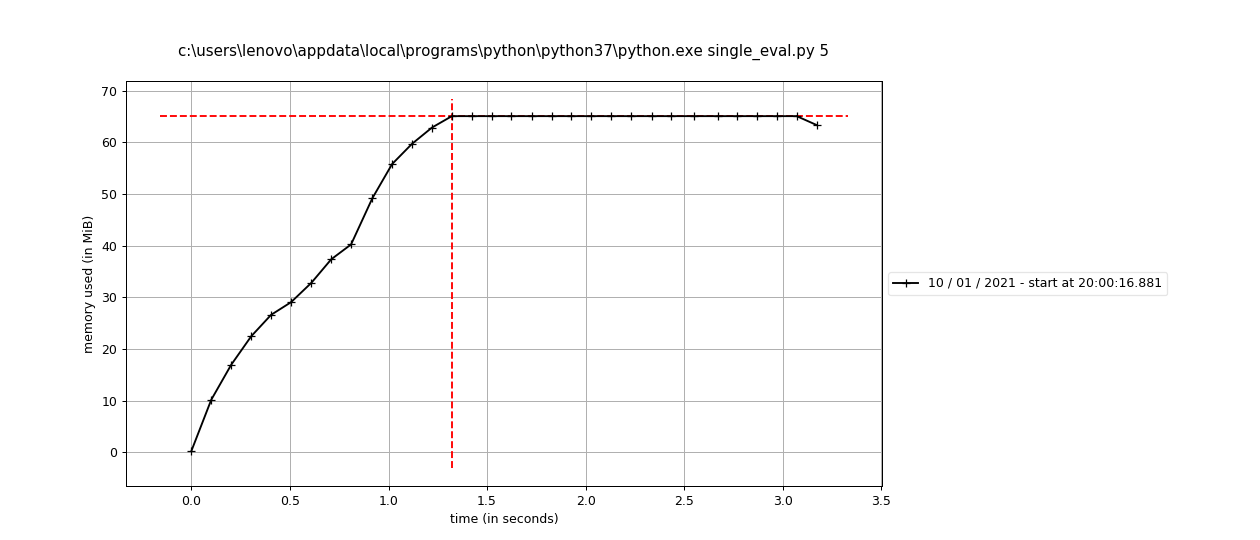 c:\users\lenovo\appdata\local\programs\python\python37\python.exe single_eval.py 5
70
60
50
40
30
20
10
0
memory used (in MiB)
0.0 0.5 1.0 1.5 2.0 2.5 3.0 3.5
time (in seconds)
10 / 01 / 2021 - start at 20:00:16.881